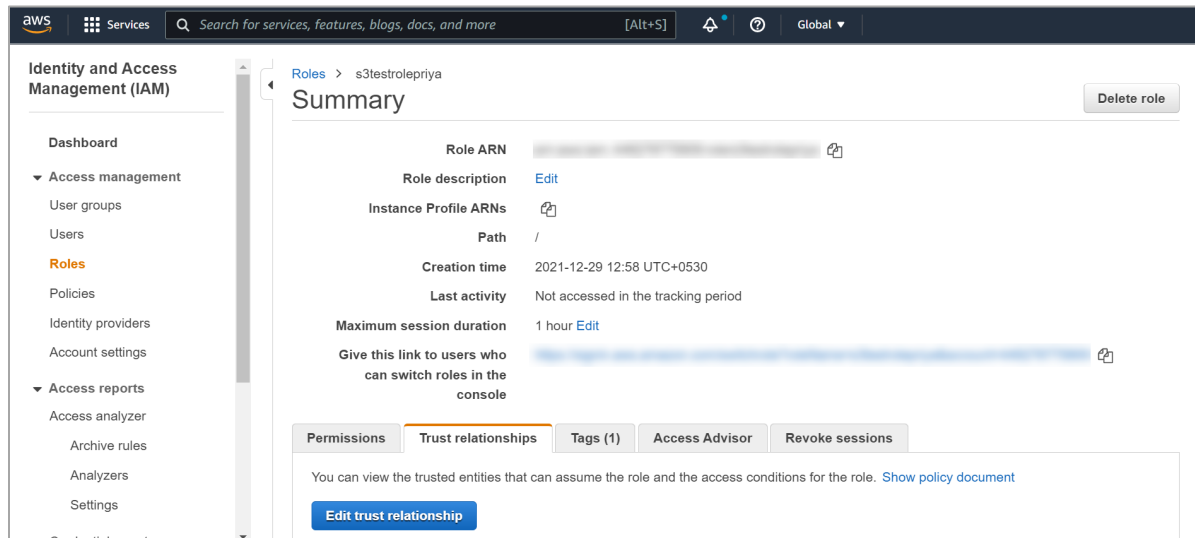 aws Services Search for services, features, blogs, docs, and more [Alt+S] Global
Identity and Access
Management (IAM)
Dashboard
Access management
User groups
Users
Roles
Policies
Identity providers
Account settings
Access reports
Access analyzer
Archive rules
Analyzers
Settings
Roles > s3testrolepriya
Summary
Delete role
Role ARN
Role description Edit
Instance Profile ARNs
Path /
Creation time 2021-12-29 12:58 UTC+0530
Last activity Not accessed in the tracking period
Maximum session duration 1 hour Edit
Give this link to users who
can switch roles in the
console
Permissions Trust relationships Tags (1) Access Advisor Revoke sessions
You can view the trusted entities that can assume the role and the access conditions for the role. Show policy document
Edit trust relationship